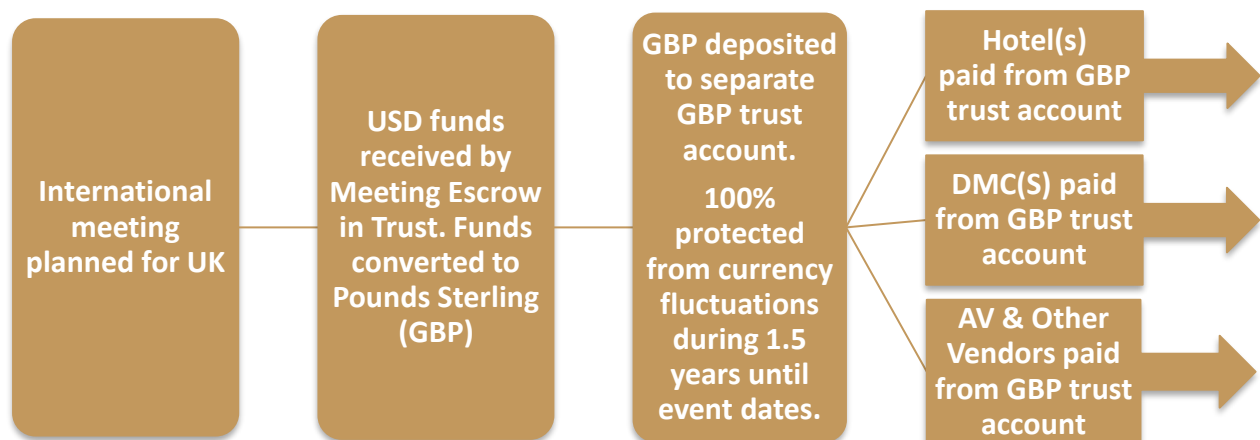 International
meeting
planned for UK
USD funds
received by
Meeting Escrow
in Trust. Funds
converted to
Pounds Sterling
(GBP)
GBP deposited
to separate
GBP trust
account.
100%
protected
from currency
fluctuations
during 1.5
years until
event dates.
Hotel(s)
paid from GBP
trust account
DMC(S) paid
from GBP trust
account
AV & Other
Vendors paid
from GBP trust
account